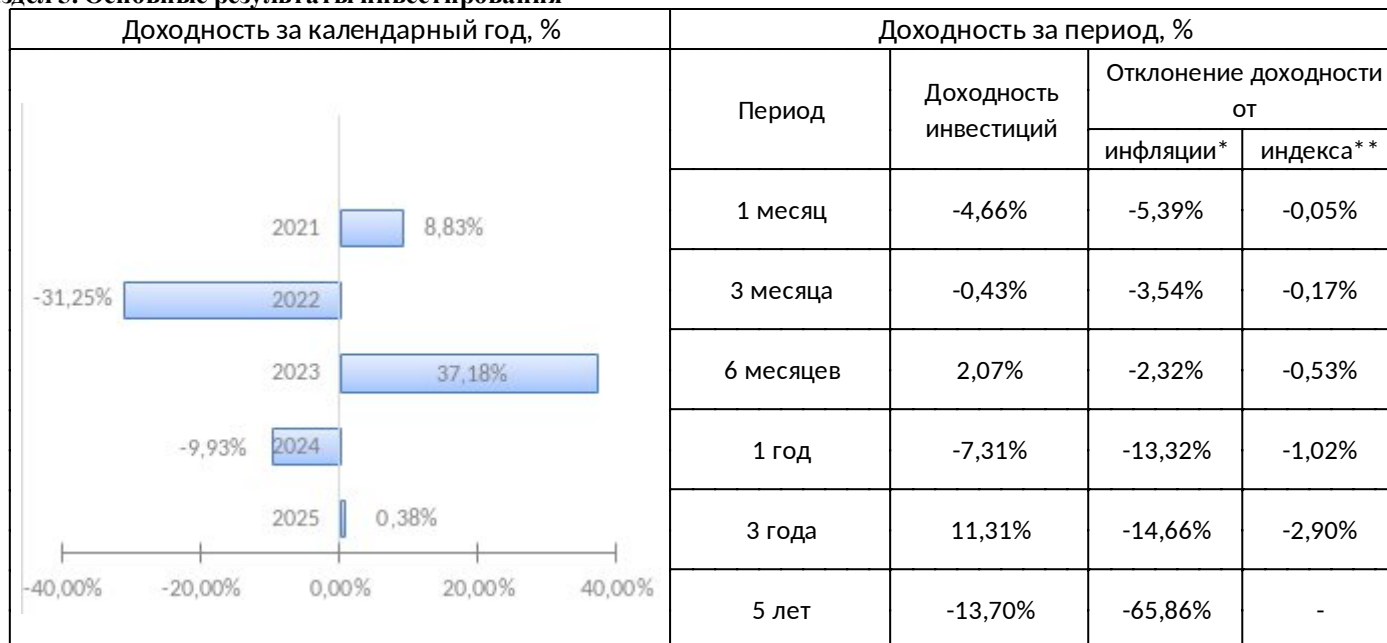 Основные результаты инвестирования
Доходность за календарный год, %
2021 8,83%
-31,25% 2022
2023 37,18%
-9,93% 2024
2025 0,38%
-40,00% -20,00% 0,00% 20,00% 40,00%
Доходность за период, %
Период
Доходность
инвестиций
Отклонение доходности
от
инфляции* индекса**
1 месяц -4,66% -5,39% -0,05%
3 месяца -0,43% -3,54% -0,17%
6 месяцев 2,07% -2,32% -0,53%
1 год -7,31% -13,32% -1,02%
3 года 11,31% -14,66% -2,90%
5 лет -13,70% -65,86% -